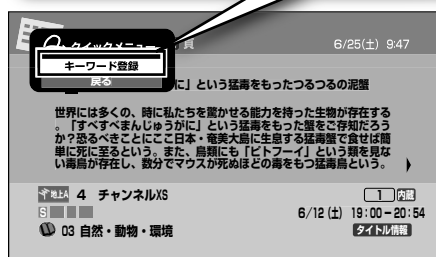 クイックメニュー 頁 6/25(土) 9:47
キーワード登録
戻る
に」という猛毒をもったつるつるの泥蟹
世界には多くの、時に私たちを驚かせる能力を持った生物が存在する
。「すべすべまんじゅうがに」という猛毒をもった蟹をご存知だろう
か?恐るべきことにここ日本・奄美大島に生息する猛毒蟹で食せば簡
単に死に至るという。また、鳥類にも「ピトフーイ」という類を見な
い毒鳥が存在し、数分でマウスが死ぬほどの毒をもつ猛毒鳥という。
地上A 4 チャンネルXS 1 内蔵
S 6/12(土) 19:00-20:54
03 自然・動物・環境 タイトル情報